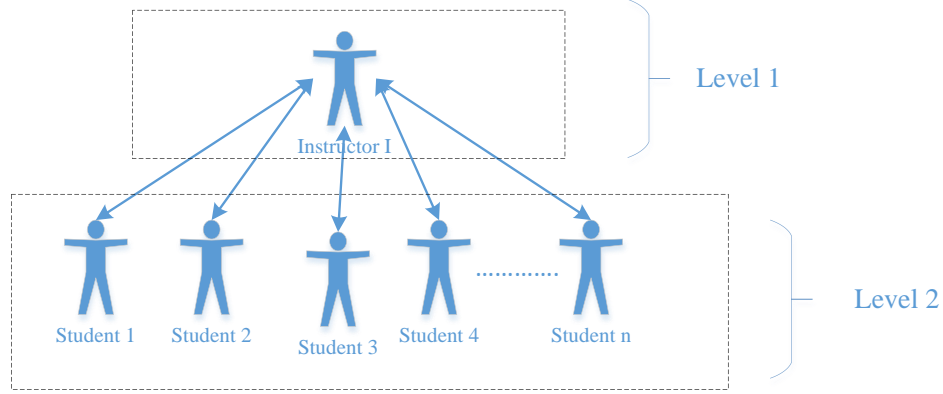 Level 1
Instructor I
Student 1
Student 2
Student 3
Student 4
.............
Student n
Level 2